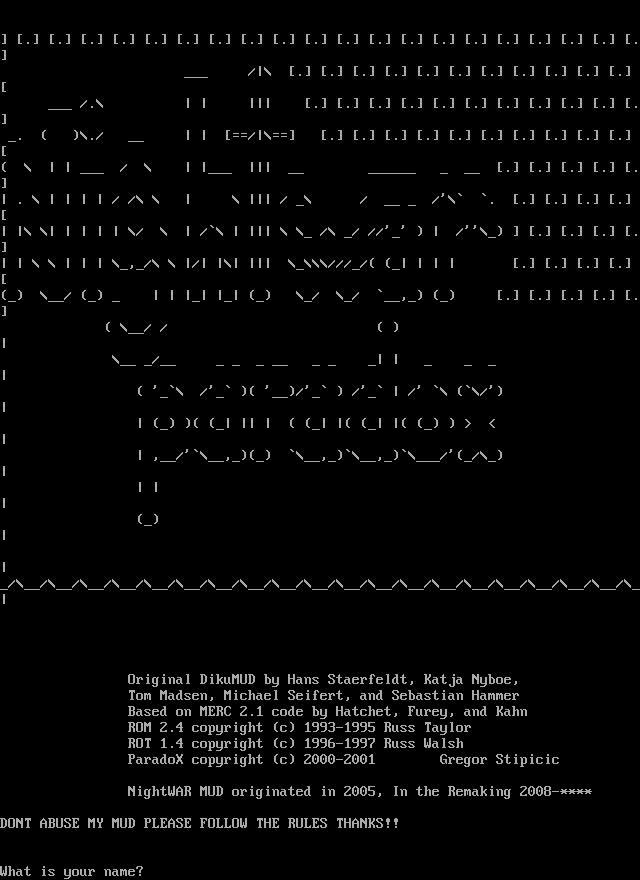 Original DikuMUD by Hans Staerfeldt, Katja Nyboe,
Tom Madsen, Michael Seifert, and Sebastian Hammer
Based on MERC 2.1 code by Hatchet, Furey, and Kahn
ROM 2.4 copyright (c) 1993-1995 Russ Taylor
ROT 1.4 copyright (c) 1996-1997 Russ Walsh
ParadoX copyright (c) 2000-2001 Gregor Stipicic
NightWAR MUD originated in 2005, In the Remaking 2008-****
DONT ABUSE MY MUD PLEASE FOLLOW THE RULES THANKS!!
What is your name?